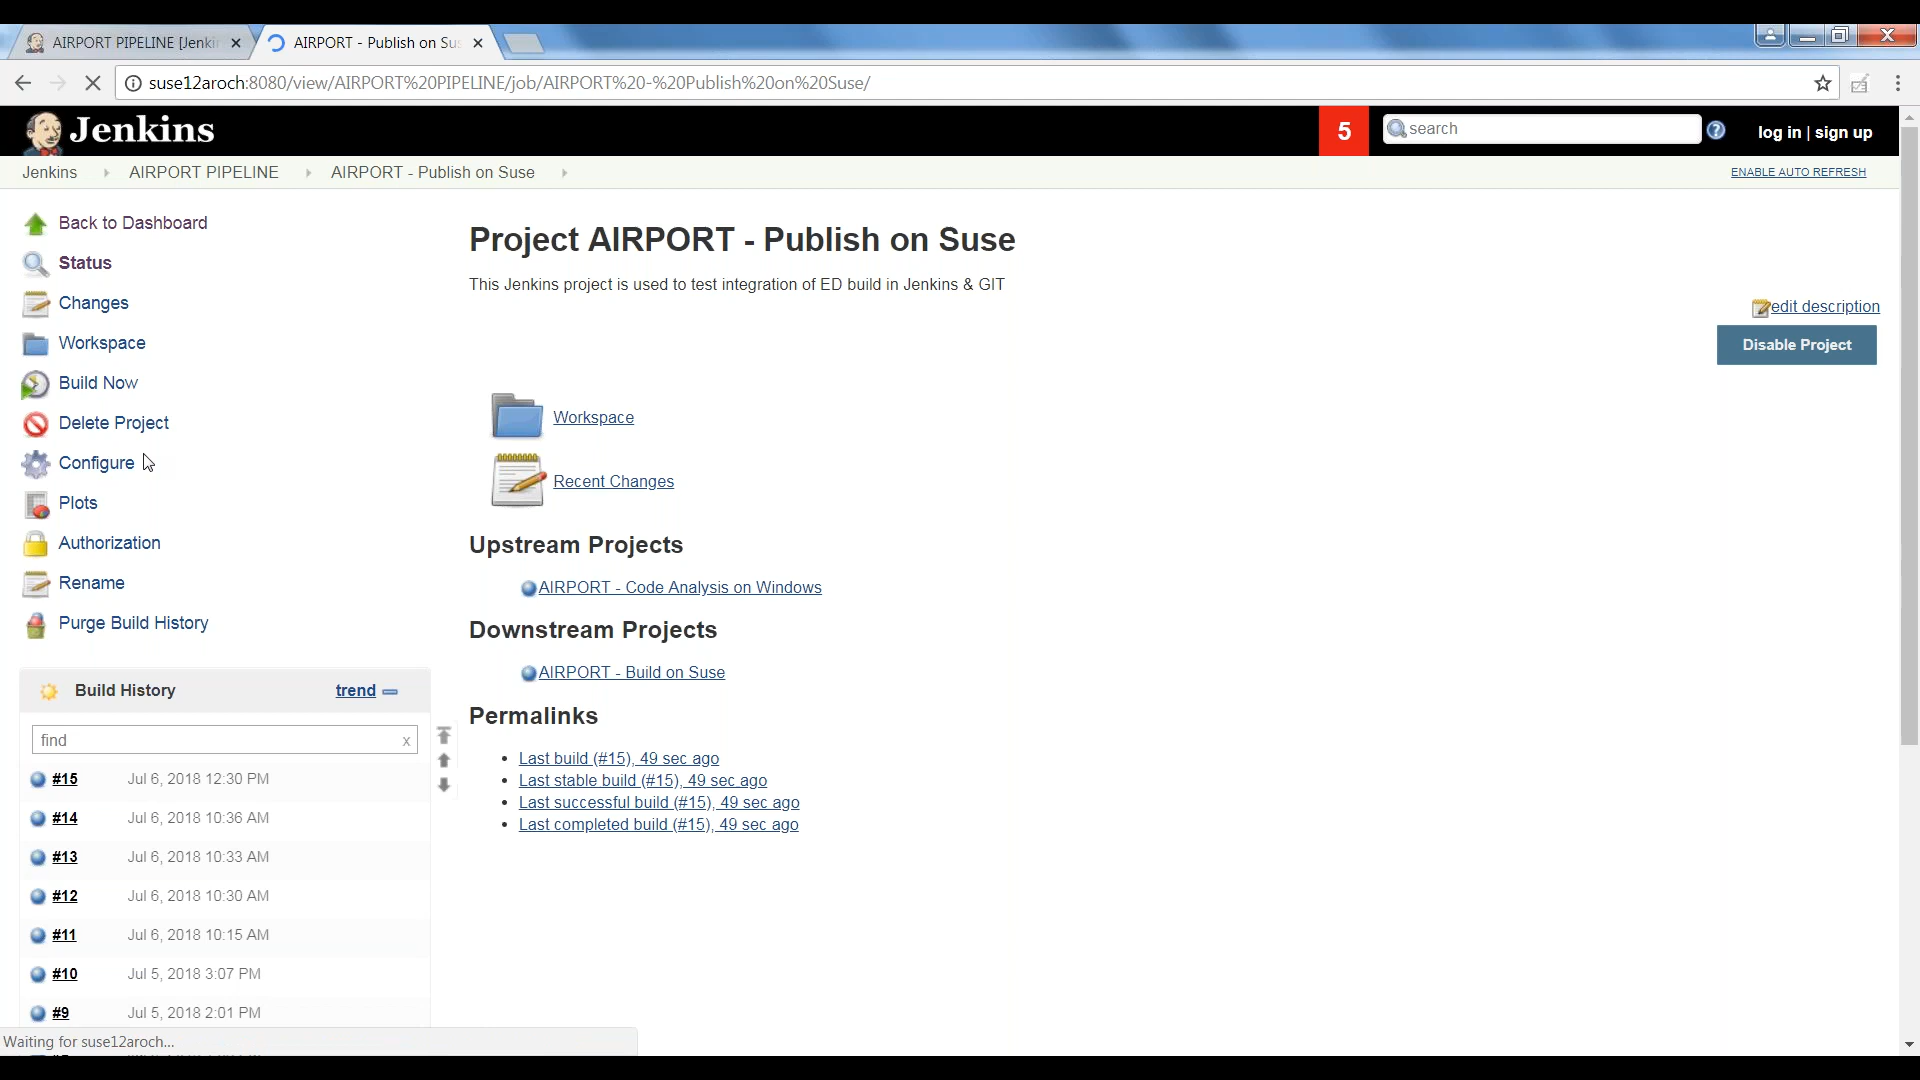 AIRPORT PIPELINE [Jenki
AIRPORT - Publish on Sus
suse12aroch:8080/view/AIRPORT%20PIPELINE/job/AIRPORT%20-%20Publish%20on%20Suse/
Jenkins
5
search
log in | sign up
Jenkins
AIRPORT PIPELINE
AIRPORT - Publish on Suse
ENABLE AUTO REFRESH
Back to Dashboard
Status
Changes
Workspace
Build Now
Delete Project
Configure
Plots
Authorization
Rename
Purge Build History
Build History
trend
find
x
#15 Jul 6, 2018 12:30 PM
#14 Jul 6, 2018 10:36 AM
#13 Jul 6, 2018 10:33 AM
#12 Jul 6, 2018 10:30 AM
#11 Jul 6, 2018 10:15 AM
#10 Jul 5, 2018 3:07 PM
#9 Jul 5, 2018 2:01 PM
Waiting for suse12aroch...
Project AIRPORT - Publish on Suse
This Jenkins project is used to test integration of ED build in Jenkins & GIT
edit description
Disable Project
Workspace
Recent Changes
Upstream Projects
AIRPORT - Code Analysis on Windows
Downstream Projects
AIRPORT - Build on Suse
Permalinks
Last build (#15), 49 sec ago
Last stable build (#15), 49 sec ago
Last successful build (#15), 49 sec ago
Last completed build (#15), 49 sec ago